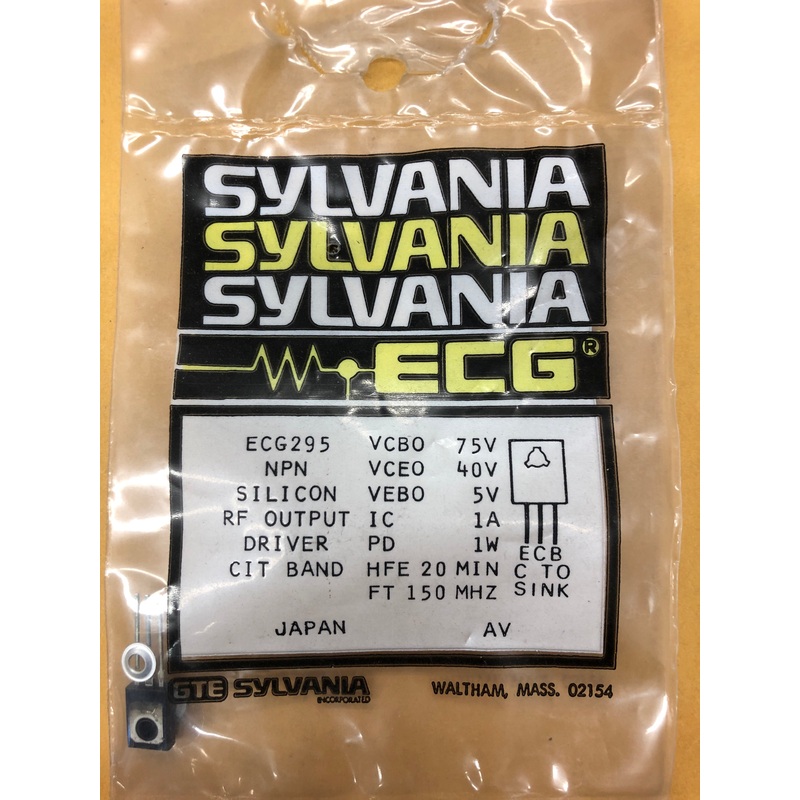 SYLVANIA
SYLVANIA
SYLVANIA
ECG®
ECG295 VCBO 75V
NPN VCEO 40V
SILICON VEBO 5V
RF OUTPUT IC 1A
DRIVER PD 1W
CIT BAND HFE 20 MIN
FT 150 MHZ
ECB
C TO
SINK
JAPAN AV
GTE SYLVANIA
INCORPORATED
WALTHAM, MASS. 02154